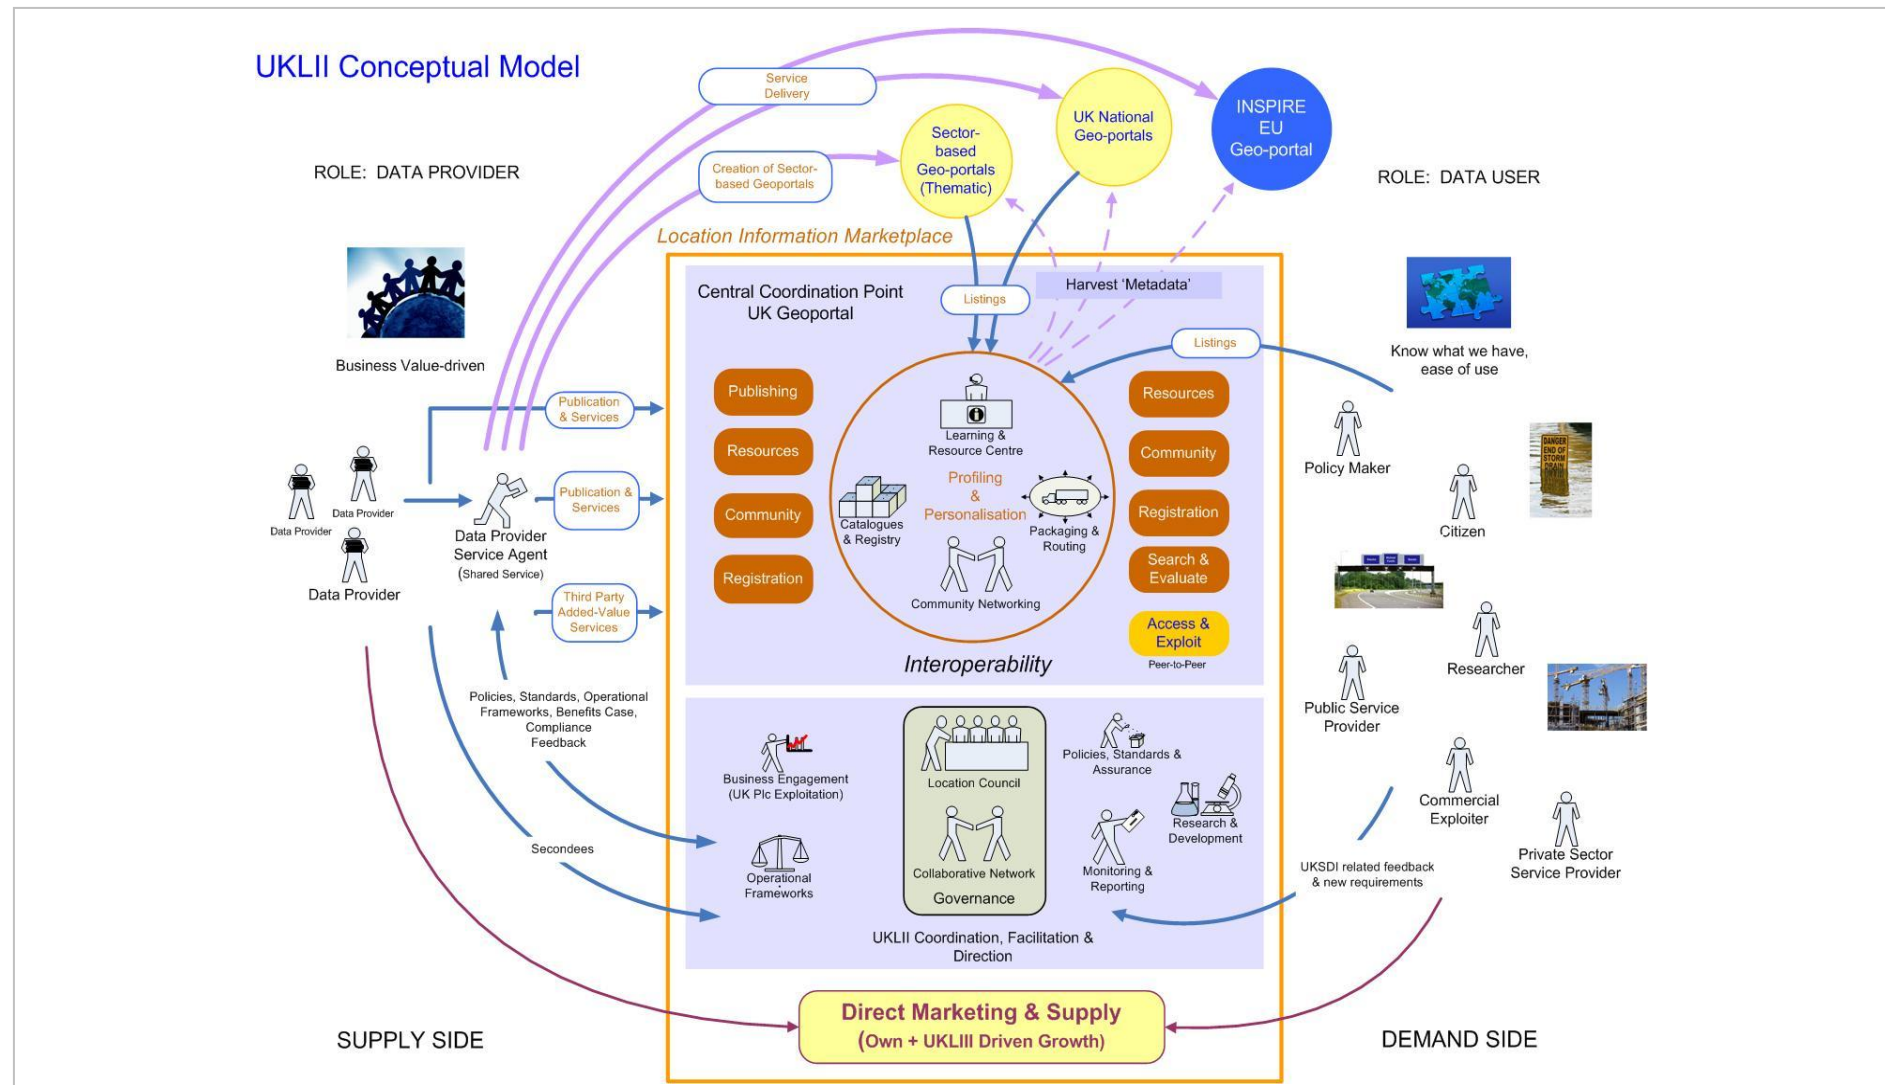 UKLII Conceptual Model
Service
Delivery
UK National
Geo-portals
INSPIRE
EU
Geo-portal
Sector-
based
Geo-portals
(Thematic)
Creation of Sector-
based Geoportals
ROLE: DATA PROVIDER
ROLE: DATA USER
Location Information Marketplace
Business Value-driven
Central Coordination Point
UK Geoportal
Listings
Harvest ‘Metadata’
Listings
Know what we have,
ease of use
Publication
& Services
Publication &
Services
Third Party
Added-Value
Services
Data Provider
Data Provider
Data Provider
Data Provider
Service Agent
(Shared Service)
Publishing
Resources
Community
Registration
Learning &
Resource Centre
Profiling
&
Personalisation
Catalogues
& Registry
Packaging &
Routing
Community Networking
Interoperability
Resources
Community
Registration
Search &
Evaluate
Access &
Exploit
Peer-to-Peer
Policy Maker
DANGER
END OF
STORM
DRAIN
Citizen
Researcher
Public Service
Provider
Commercial
Exploiter
Private Sector
Service Provider
Policies, Standards, Operational
Frameworks, Benefits Case,
Compliance
Feedback
Secondees
Business Engagement
(UK Plc Exploitation)
Operational
Frameworks
Location Council
Collaborative Network
Governance
Policies, Standards &
Assurance
Research &
Development
Monitoring &
Reporting
UKLII Coordination, Facilitation &
Direction
UKSDI related feedback
& new requirements
Direct Marketing & Supply
(Own + UKLIII Driven Growth)
SUPPLY SIDE
DEMAND SIDE